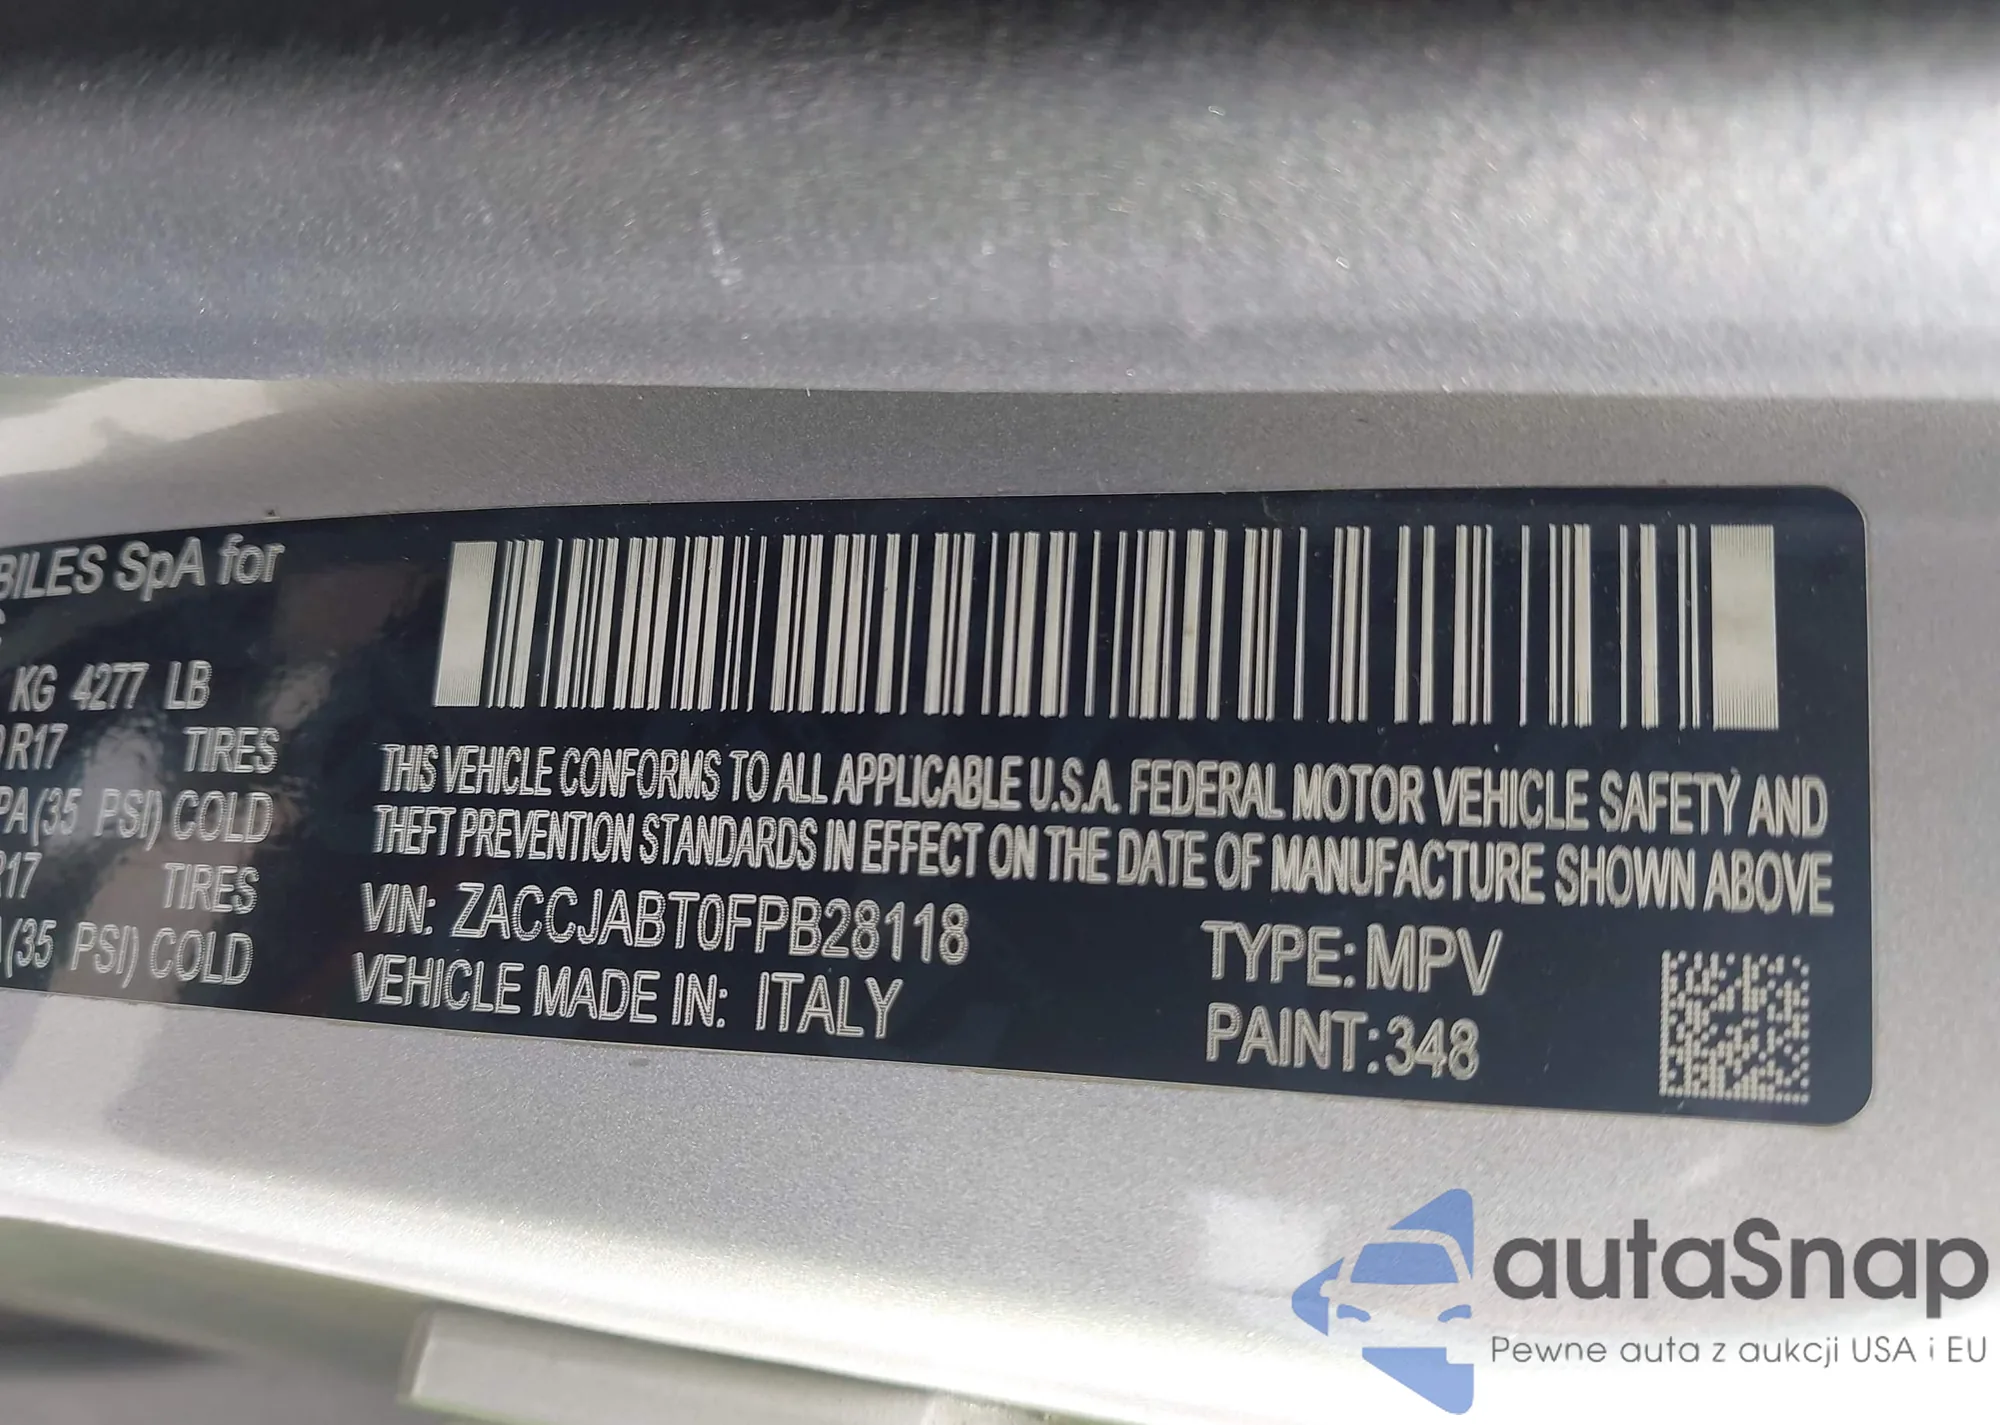 BILES SpA for
KG 4277 LB
R17 TIRES
PA (35 PSI) COLD
R17 TIRES
(35 PSI) COLD
THIS VEHICLE CONFORMS TO ALL APPLICABLE U.S.A. FEDERAL MOTOR VEHICLE SAFETY AND
THEFT PREVENTION STANDARDS IN EFFECT ON THE DATE OF MANUFACTURE SHOWN ABOVE
VIN: ZACCJABT0FPB28118
VEHICLE MADE IN: ITALY
TYPE: MPV
PAINT: 348
autaSnap
Pewne auta z aukcji USA i EU